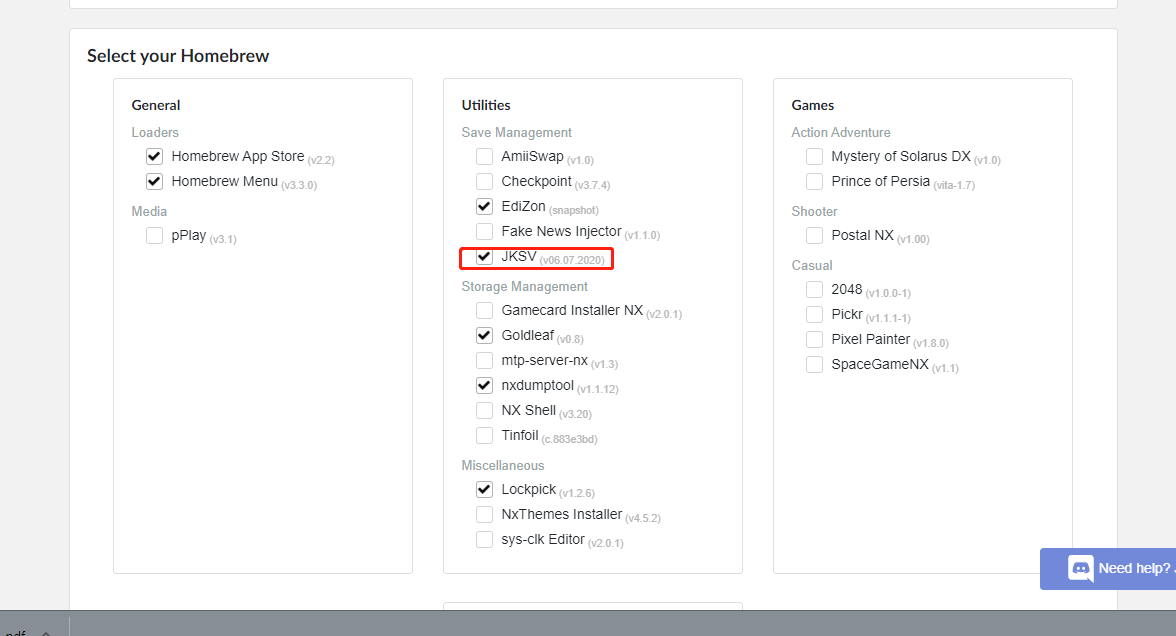 Select your Homebrew
General
Loaders
Homebrew App Store (v2.2)
Homebrew Menu (v3.3.0)
Media
pPlay (v3.1)
Utilities
Save Management
AmiiSwap (v1.0)
Checkpoint (v3.7.4)
EdiZon (snapshot)
Fake News Injector (v1.1.0)
JKSV (v06.07.2020)
Storage Management
Gamecard Installer NX (v2.0.1)
Goldleaf (v0.8)
mtp-server-nx (v1.3)
nxdumptool (v1.1.12)
NX Shell (v3.20)
Tinfoil (c.883e3bd)
Miscellaneous
Lockpick (v1.2.6)
NxThemes Installer (v4.5.2)
sys-clk Editor (v2.0.1)
Games
Action Adventure
Mystery of Solarus DX (v1.0)
Prince of Persia (vita-1.7)
Shooter
Postal NX (v1.00)
Casual
2048 (v1.0.0-1)
Pickr (v1.1.1-1)
Pixel Painter (v1.8.0)
SpaceGameNX (v1.1)
Need help?